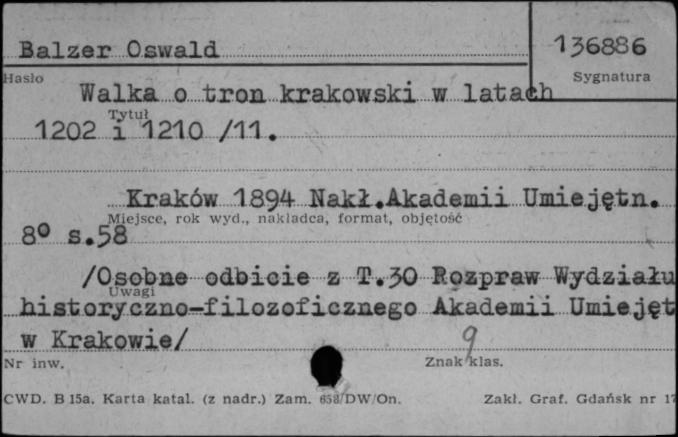 Balzer Oswald
136886
Hasło
Sygnatura
Walka o tron krakowski w latach
Tytuł
1202 i 1210 /11.
Kraków 1894 Nakł.Akademii Umiejętn.
Miejsce, rok wyd., nakładca, format, objętość
8º s.58
/Osobne odbicie z T.30 Rozpraw Wydziału
Uwagi
historyczno-filozoficznego Akademii Umiejęt
w Krakowie/
9
Nr inw.
Znak klas.
CWD. B 15a. Karta katal. (z nadr.) Zam. 658/DW/On.
Zakł. Graf. Gdańsk nr 17